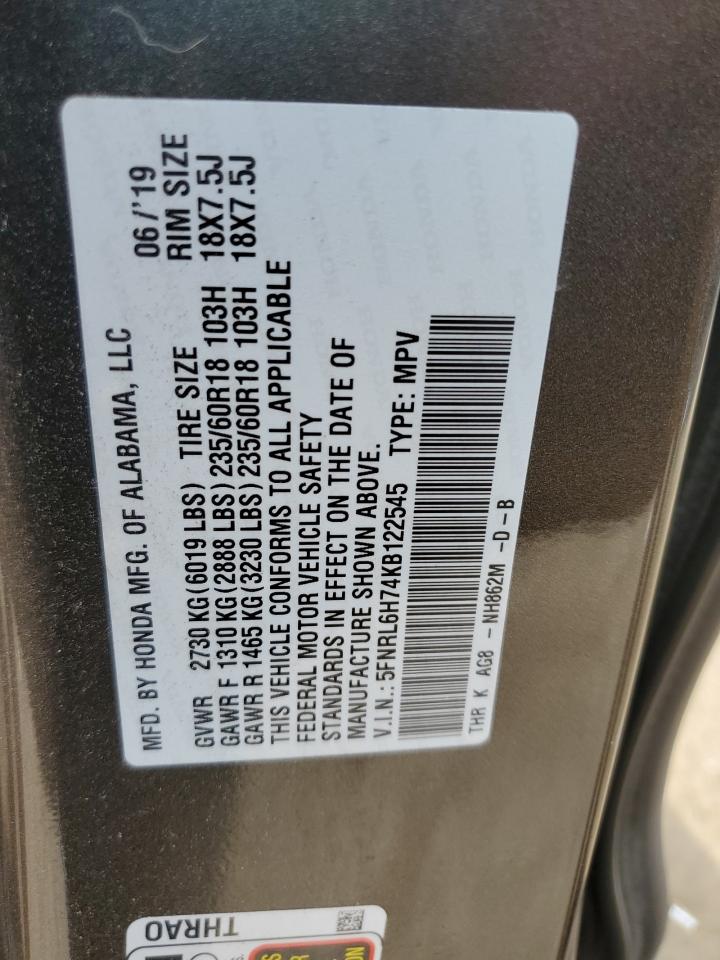 MFD. BY HONDA MFG. OF ALABAMA, LLC 06/'19
GVWR 2730 KG(6019 LBS) TIRE SIZE RIM SIZE
GAWR F 1310 KG(2888 LBS) 235/60R18 103H 18X7.5J
GAWR R 1465 KG(3230 LBS) 235/60R18 103H 18X7.5J
THIS VEHICLE CONFORMS TO ALL APPLICABLE
FEDERAL MOTOR VEHICLE SAFETY
STANDARDS IN EFFECT ON THE DATE OF
MANUFACTURE SHOWN ABOVE.
V.I.N.: 5FNRL6H74KB122545 TYPE: MPV
THR K AG8 - NH862M -D -B
THRA0